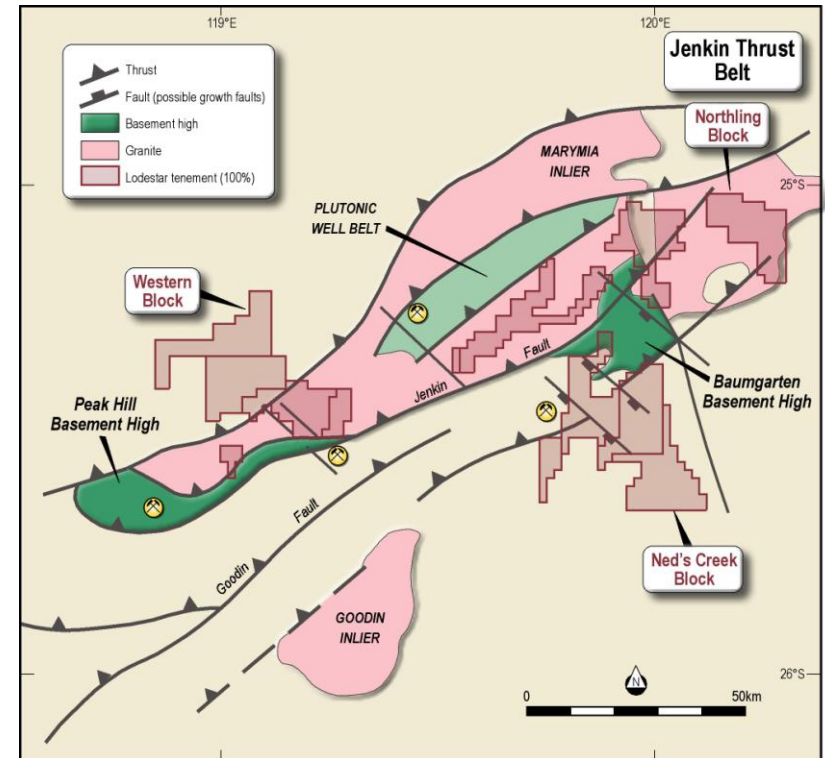 119°E
120°E
Jenkin Thrust
Belt
Thrust
Fault (possible growth faults)
Basement high
Granite
Lodestar tenement (100%)
Northling
Block
MARYMIA
INLIER
25°S
PLUTONIC
WELL BELT
Western
Block
Fault
Jenkin
Baumgarten
Basement High
Peak Hill
Basement High
Fault
Goodin
Ned's Creek
Block
GOODIN
INLIER
N
26°S
0
50km